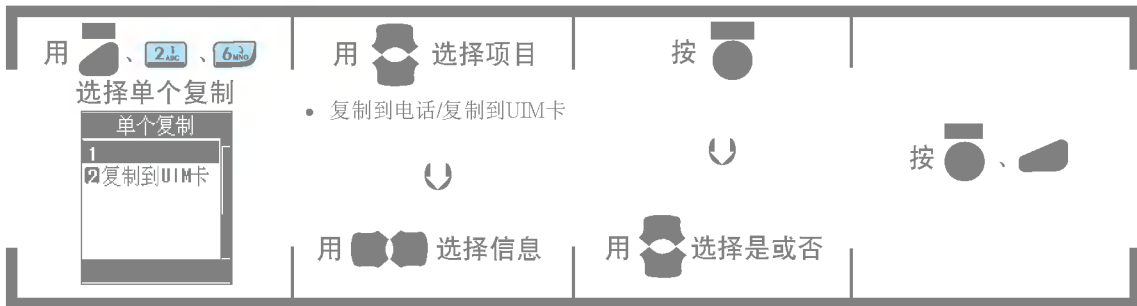 用 、2ABC、6MNO
选择单个复制
单个复制
1
2复制到UIM卡
用 选择项目
• 复制到电话/复制到UIM卡
用 选择信息
按
用 选择是或否
按 、